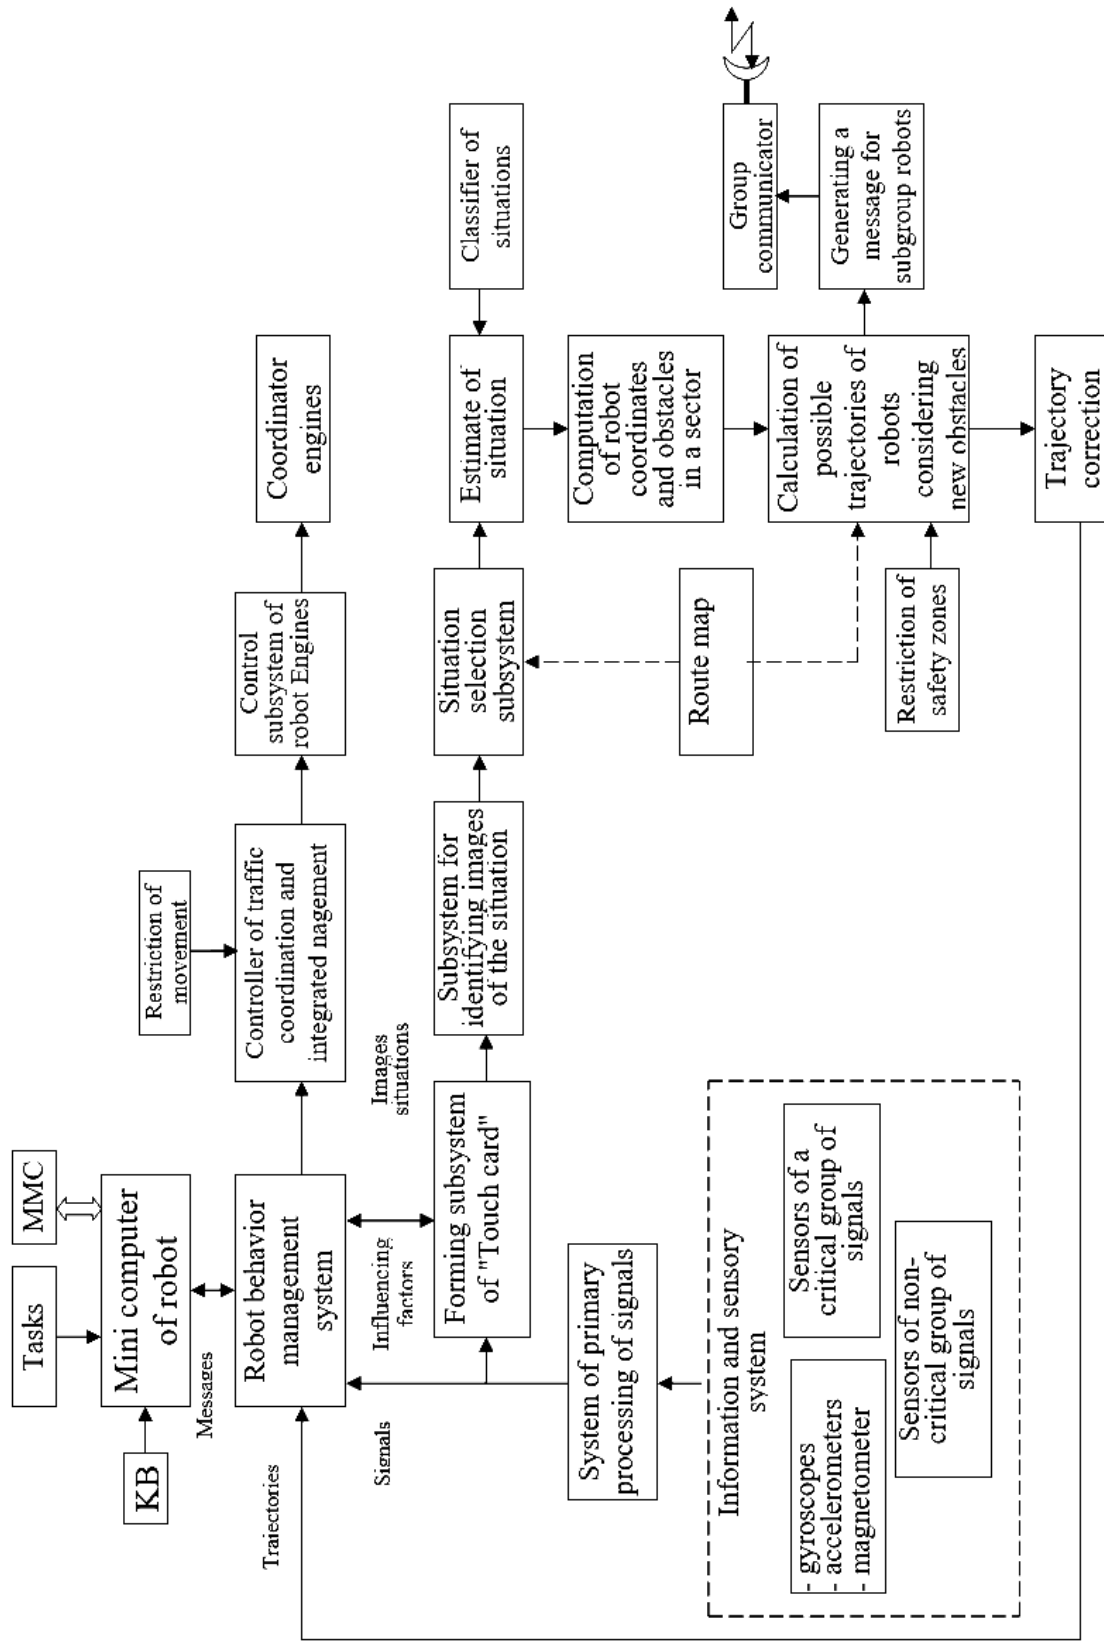 Tasks
MMC
KB
Mini computer
of robot
Messages
Restriction of
movement
Traiectories
Robot behavior
management
system
Controller of traffic
coordination and
integrated nagement
Control
subsystem of
robot Engines
Coordinator
engines
Signals
Influencing
factors
Images
situations
Forming subsystem
of "Touch card"
Subsystem for
identifying images
of the situation
Situation
selection
subsystem
Estimate of
situation
Classifier of
situations
System of primary
processing of signals
Computation
of robot
coordinates
and obstacles
in a sector
Route map
Group
communicator
Information and sensory
system
- gyroscopes
- accelerometers
- magnetometer
Sensors of a
critical group of
signals
Sensors of non-
critical group of
signals
Calculation of
possible
trajectories of
robots
considering
new obstacles
Generating a
message for
subgroup robots
Restriction of
safety zones
Trajectory
correction